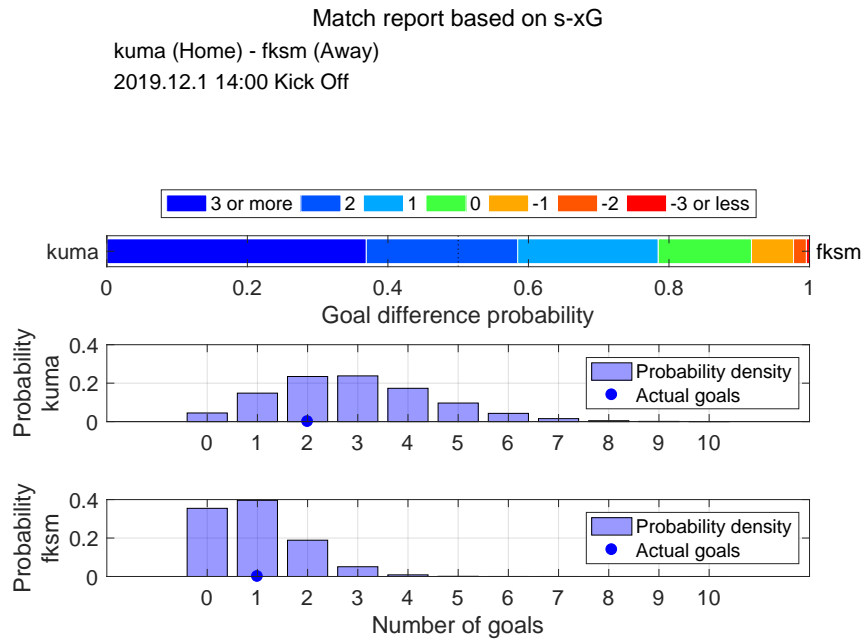 Match report based on s-xG
kuma (Home) - fksm (Away)
2019.12.1 14:00 Kick Off
3 or more 2 1 0 -1 -2 -3 or less
kuma fksm
0 0.2 0.4 0.6 0.8 1
Goal difference probability
Probability
kuma
0.4
0.2
0
Probability density
Actual goals
0 1 2 3 4 5 6 7 8 9 10
Probability
fksm
0.4
0.2
0
Probability density
Actual goals
0 1 2 3 4 5 6 7 8 9 10
Number of goals